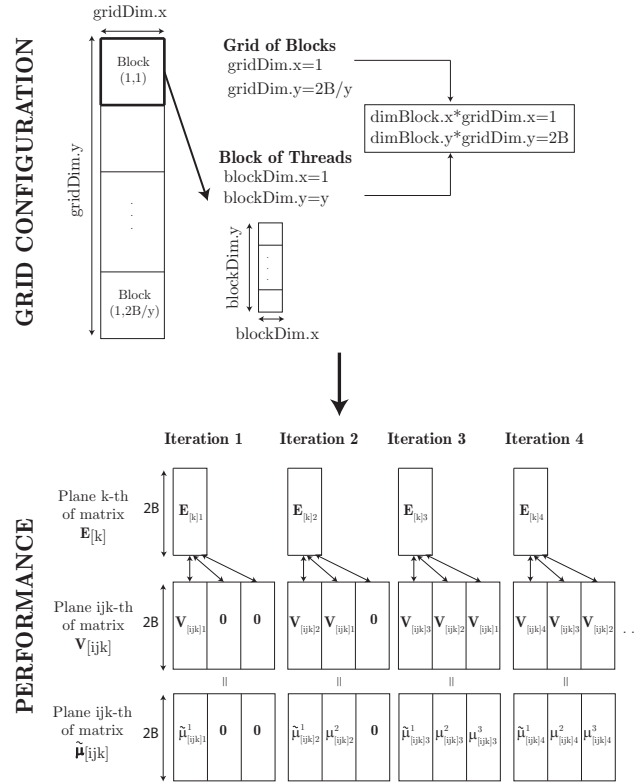 GRID CONFIGURATION
gridDim.x
gridDim.y
Block
(1,1)
.
.
.
Block
(1,2B/y)
Grid of Blocks
gridDim.x=1
gridDim.y=2B/y
dimBlock.x*gridDim.x=1
dimBlock.y*gridDim.y=2B
Block of Threads
blockDim.x=1
blockDim.y=y
blockDim.y
.
.
.
.
blockDim.x
PERFORMANCE
Iteration 1 Iteration 2 Iteration 3 Iteration 4
Plane k-th
of matrix
E[k]
2B
E[k]1 E[k]2 E[k]3 E[k]4
Plane ijk-th
of matrix
V[ijk]
2B
V[ijk]1 0 0 V[ijk]2 V[ijk]1 0 V[ijk]3 V[ijk]2 V[ijk]1 V[ijk]4 V[ijk]3 V[ijk]2 . .
= = = =
Plane ijk-th
of matrix
μ̃[ijk]
2B
μ̃¹[ijk]1 0 0 μ̃¹[ijk]2 μ²[ijk]2 0 μ̃¹[ijk]3 μ²[ijk]3 μ³[ijk]3 μ̃¹[ijk]4 μ²[ijk]4 μ³[ijk]4